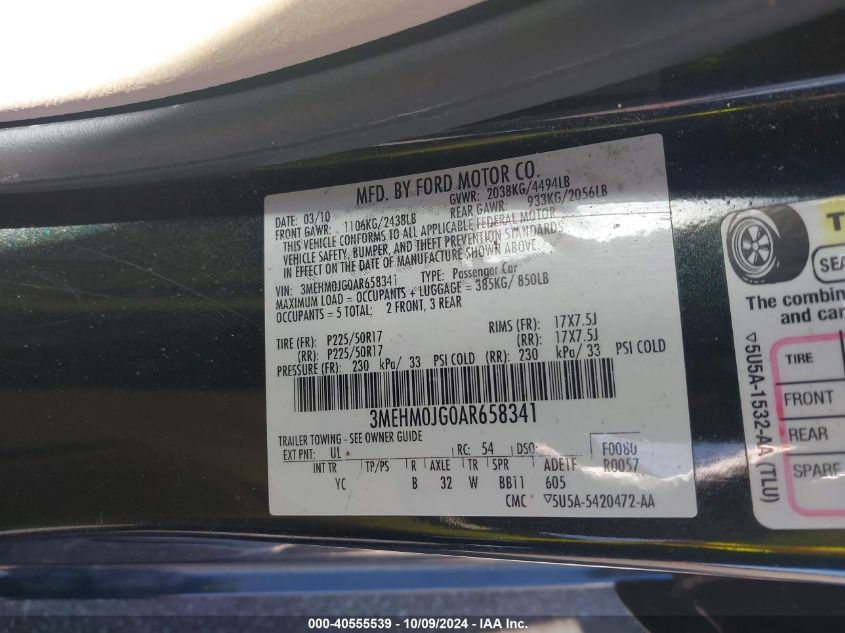 MFD. BY FORD MOTOR CO.
DATE: 03/10 GVWR: 2038KG/4494LB
FRONT GAWR: 1106KG/2438LB REAR GAWR: 933KG/2056LB
THIS VEHICLE CONFORMS TO ALL APPLICABLE FEDERAL MOTOR
VEHICLE SAFETY, BUMPER, AND THEFT PREVENTION STANDARDS
IN EFFECT ON THE DATE OF MANUFACTURE SHOWN ABOVE.
VIN: 3MEHM0JG0AR658341 TYPE: Passenger Car
MAXIMUM LOAD = OCCUPANTS + LUGGAGE = 385KG/ 850LB
OCCUPANTS = 5 TOTAL; 2 FRONT, 3 REAR
TIRE (FR): P225/50R17 RIMS (FR): 17X7.5J
(RR): P225/50R17 (RR): 17X7.5J
PRESSURE (FR): 230 kPa/ 33 PSI COLD (RR): 230 kPa/ 33 PSI COLD
3MEHM0JG0AR658341
TRAILER TOWING - SEE OWNER GUIDE
EXT PNT: UL RC: 54 DSO: F0080
INT TR TP/PS R AXLE TR SPR ADE1F R0057
YC B 32 W BB11 605
CMC ▽5U5A-5420472-AA
T
SEA
The combin
and car
TIRE
FRONT
REAR
SPARE
▽5U5A-1532-AA (TLU)
000-40555539 - 10/09/2024 - IAA Inc.